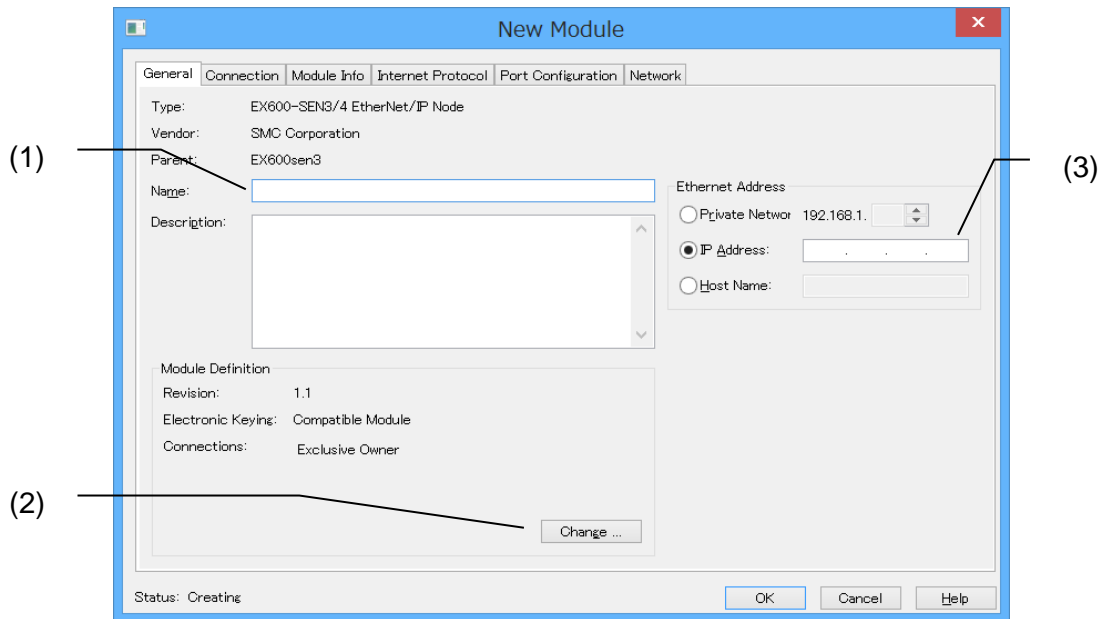 New Module
General Connection Module Info Internet Protocol Port Configuration Network
Type: EX600-SEN3/4 EtherNet/IP Node
Vendor: SMC Corporation
(1)
Parent: EX600sen3
(3)
Name:
Ethernet Address
Description:
Private Networ 192.168.1.
IP Address: . . .
Host Name:
Module Definition
Revision: 1.1
Electronic Keying: Compatible Module
Connections: Exclusive Owner
(2)
Change ...
Status: Creating OK Cancel Help